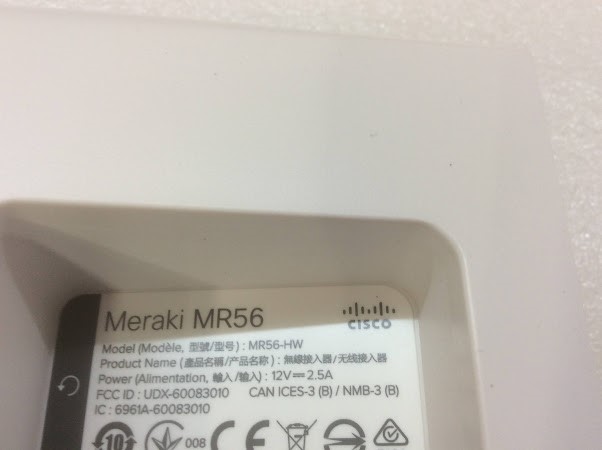 Meraki MR56
CISCO
Model (Modèle, 型號/型号) : MR56-HW
Product Name (產品名稱/产品名称) : 無線接入器/无线接入器
Power (Alimentation, 輸入/输入) : 12V⎓2.5A
FCC ID : UDX-60083010 CAN ICES-3 (B) / NMB-3 (B)
IC : 6961A-60083010
10 008 CE